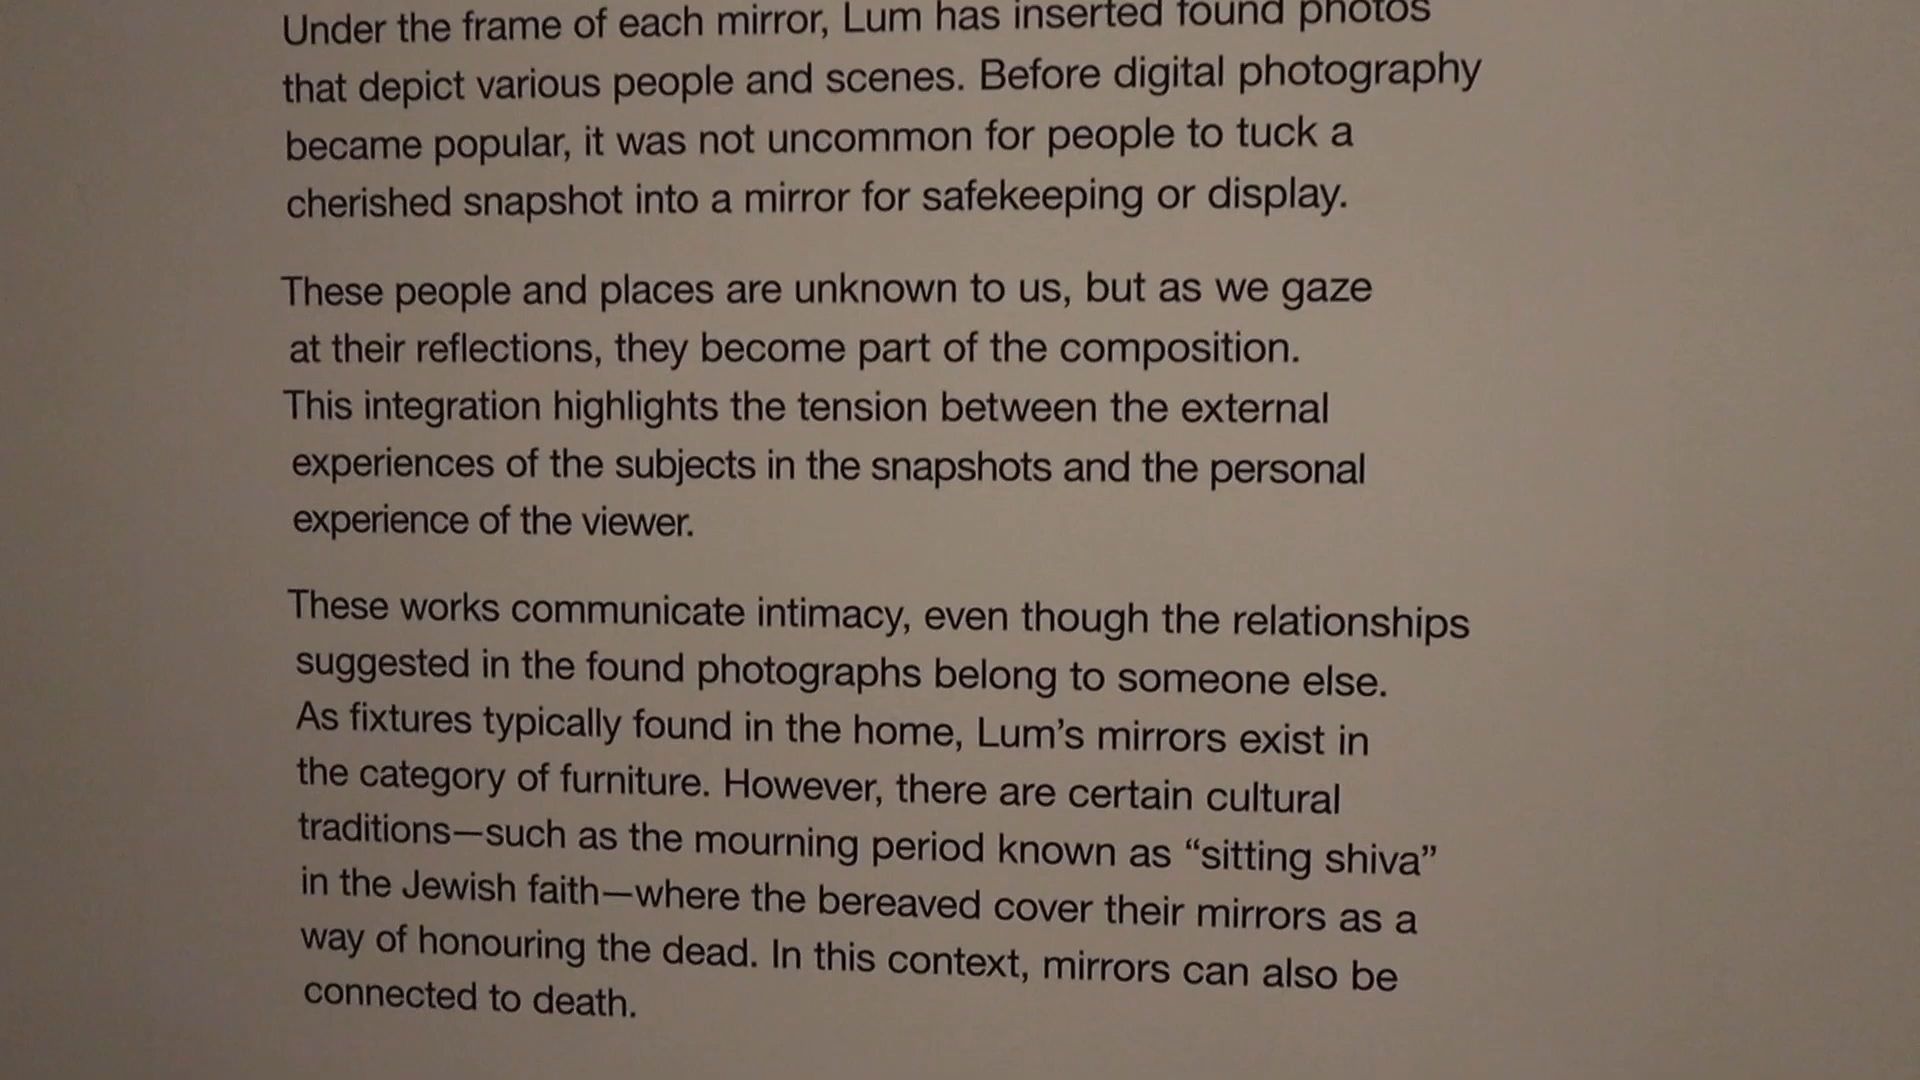 Under the frame of each mirror, Lum has inserted found photos
that depict various people and scenes. Before digital photography
became popular, it was not uncommon for people to tuck a
cherished snapshot into a mirror for safekeeping or display.
These people and places are unknown to us, but as we gaze
at their reflections, they become part of the composition.
This integration highlights the tension between the external
experiences of the subjects in the snapshots and the personal
experience of the viewer.
These works communicate intimacy, even though the relationships
suggested in the found photographs belong to someone else.
As fixtures typically found in the home, Lum’s mirrors exist in
the category of furniture. However, there are certain cultural
traditions—such as the mourning period known as “sitting shiva”
in the Jewish faith—where the bereaved cover their mirrors as a
way of honouring the dead. In this context, mirrors can also be
connected to death.